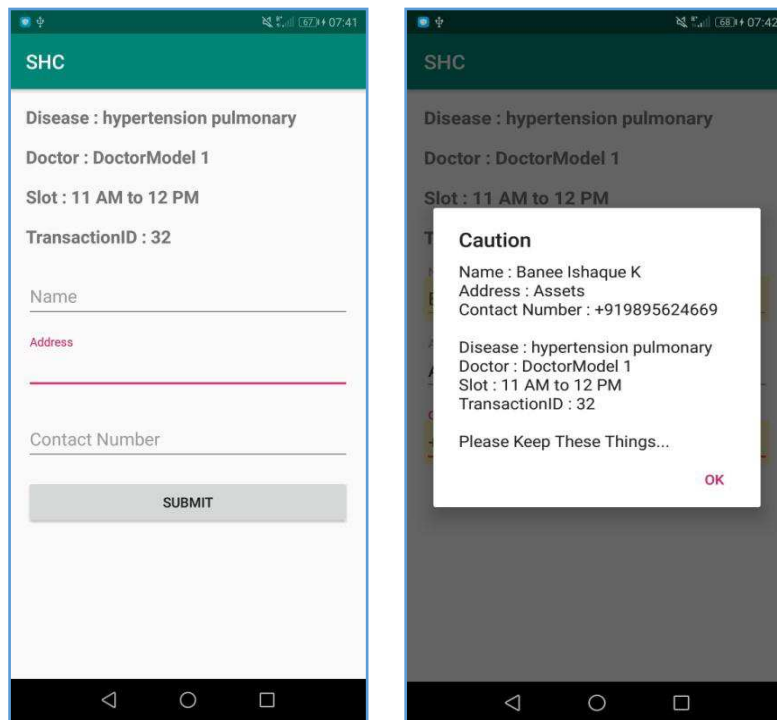 67 07:41
SHC
Disease : hypertension pulmonary
Doctor : DoctorModel 1
Slot : 11 AM to 12 PM
TransactionID : 32
Name
Address
Contact Number
SUBMIT
68 07:42
SHC
Disease : hypertension pulmonary
Doctor : DoctorModel 1
Slot : 11 AM to 12 PM
T
Caution
Name : Banee Ishaque K
Address : Assets
Contact Number : +919895624669
Disease : hypertension pulmonary
Doctor : DoctorModel 1
Slot : 11 AM to 12 PM
TransactionID : 32
Please Keep These Things...
OK